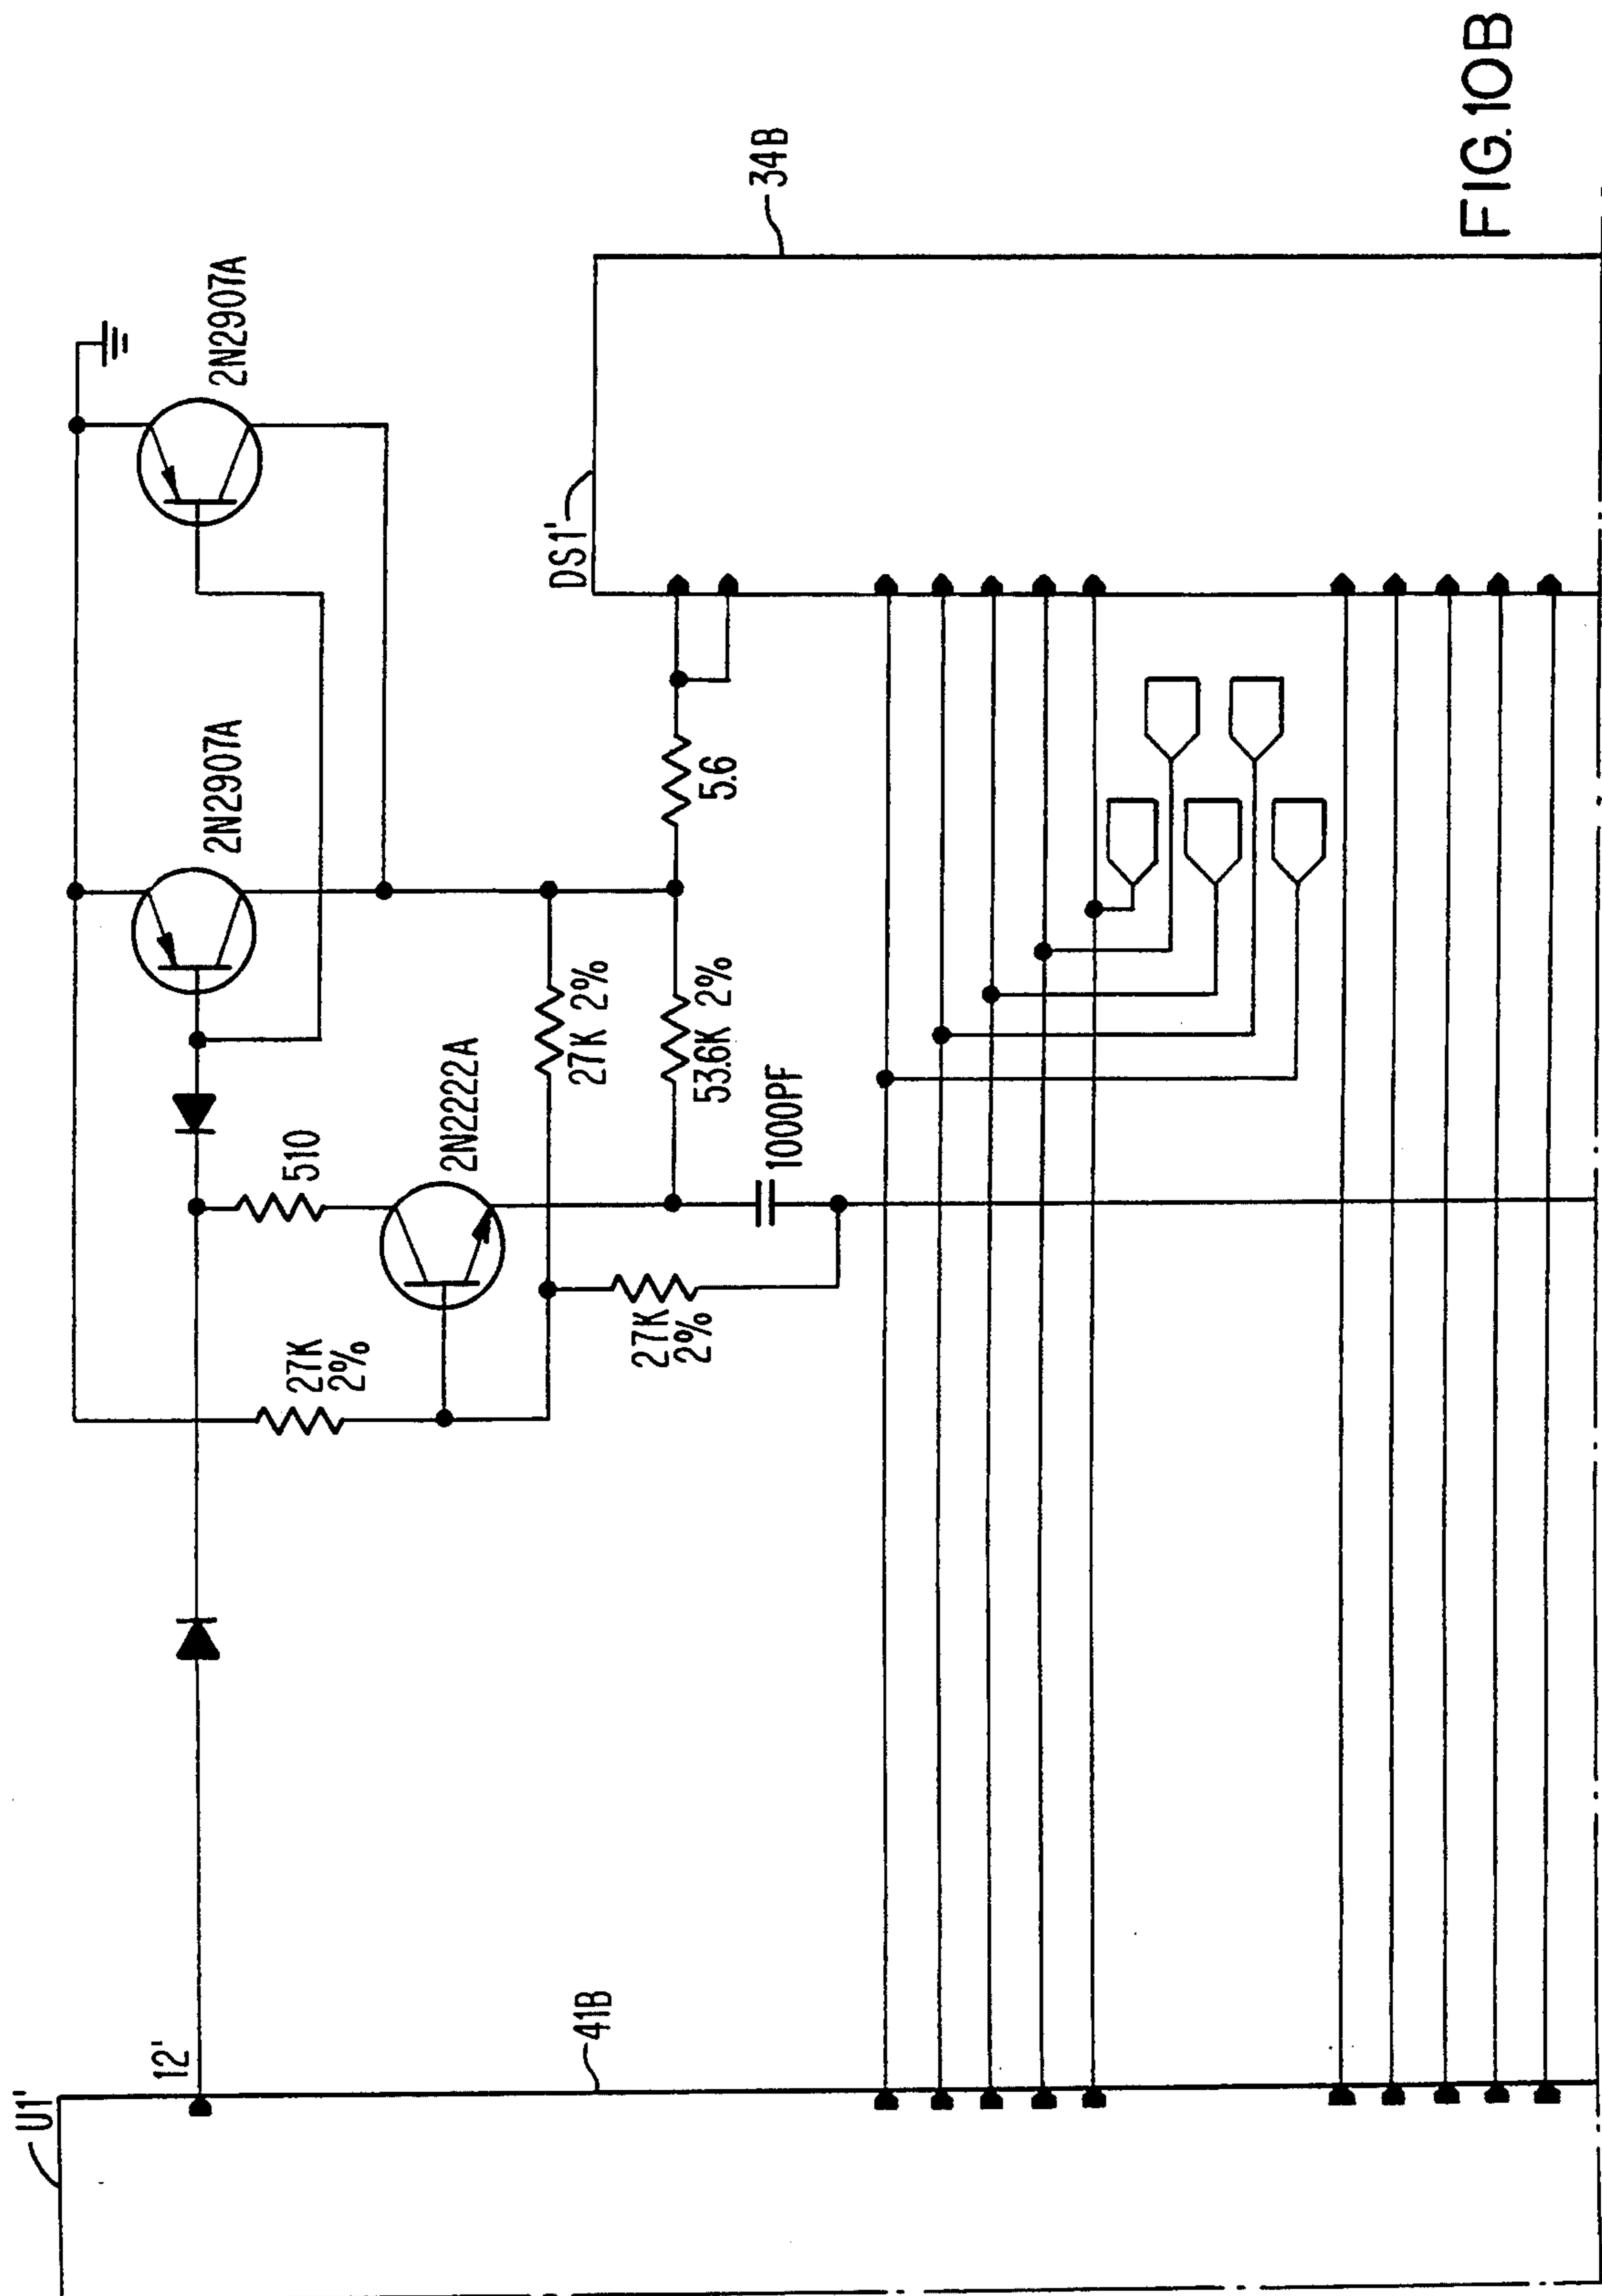 U1'
12'
41B
27K
2%
510
2N2222A
27K
2%
27K 2%
53.6K 2%
1000PF
2N2907A
2N2907A
5.6
DS1'
34B
FIG.10B